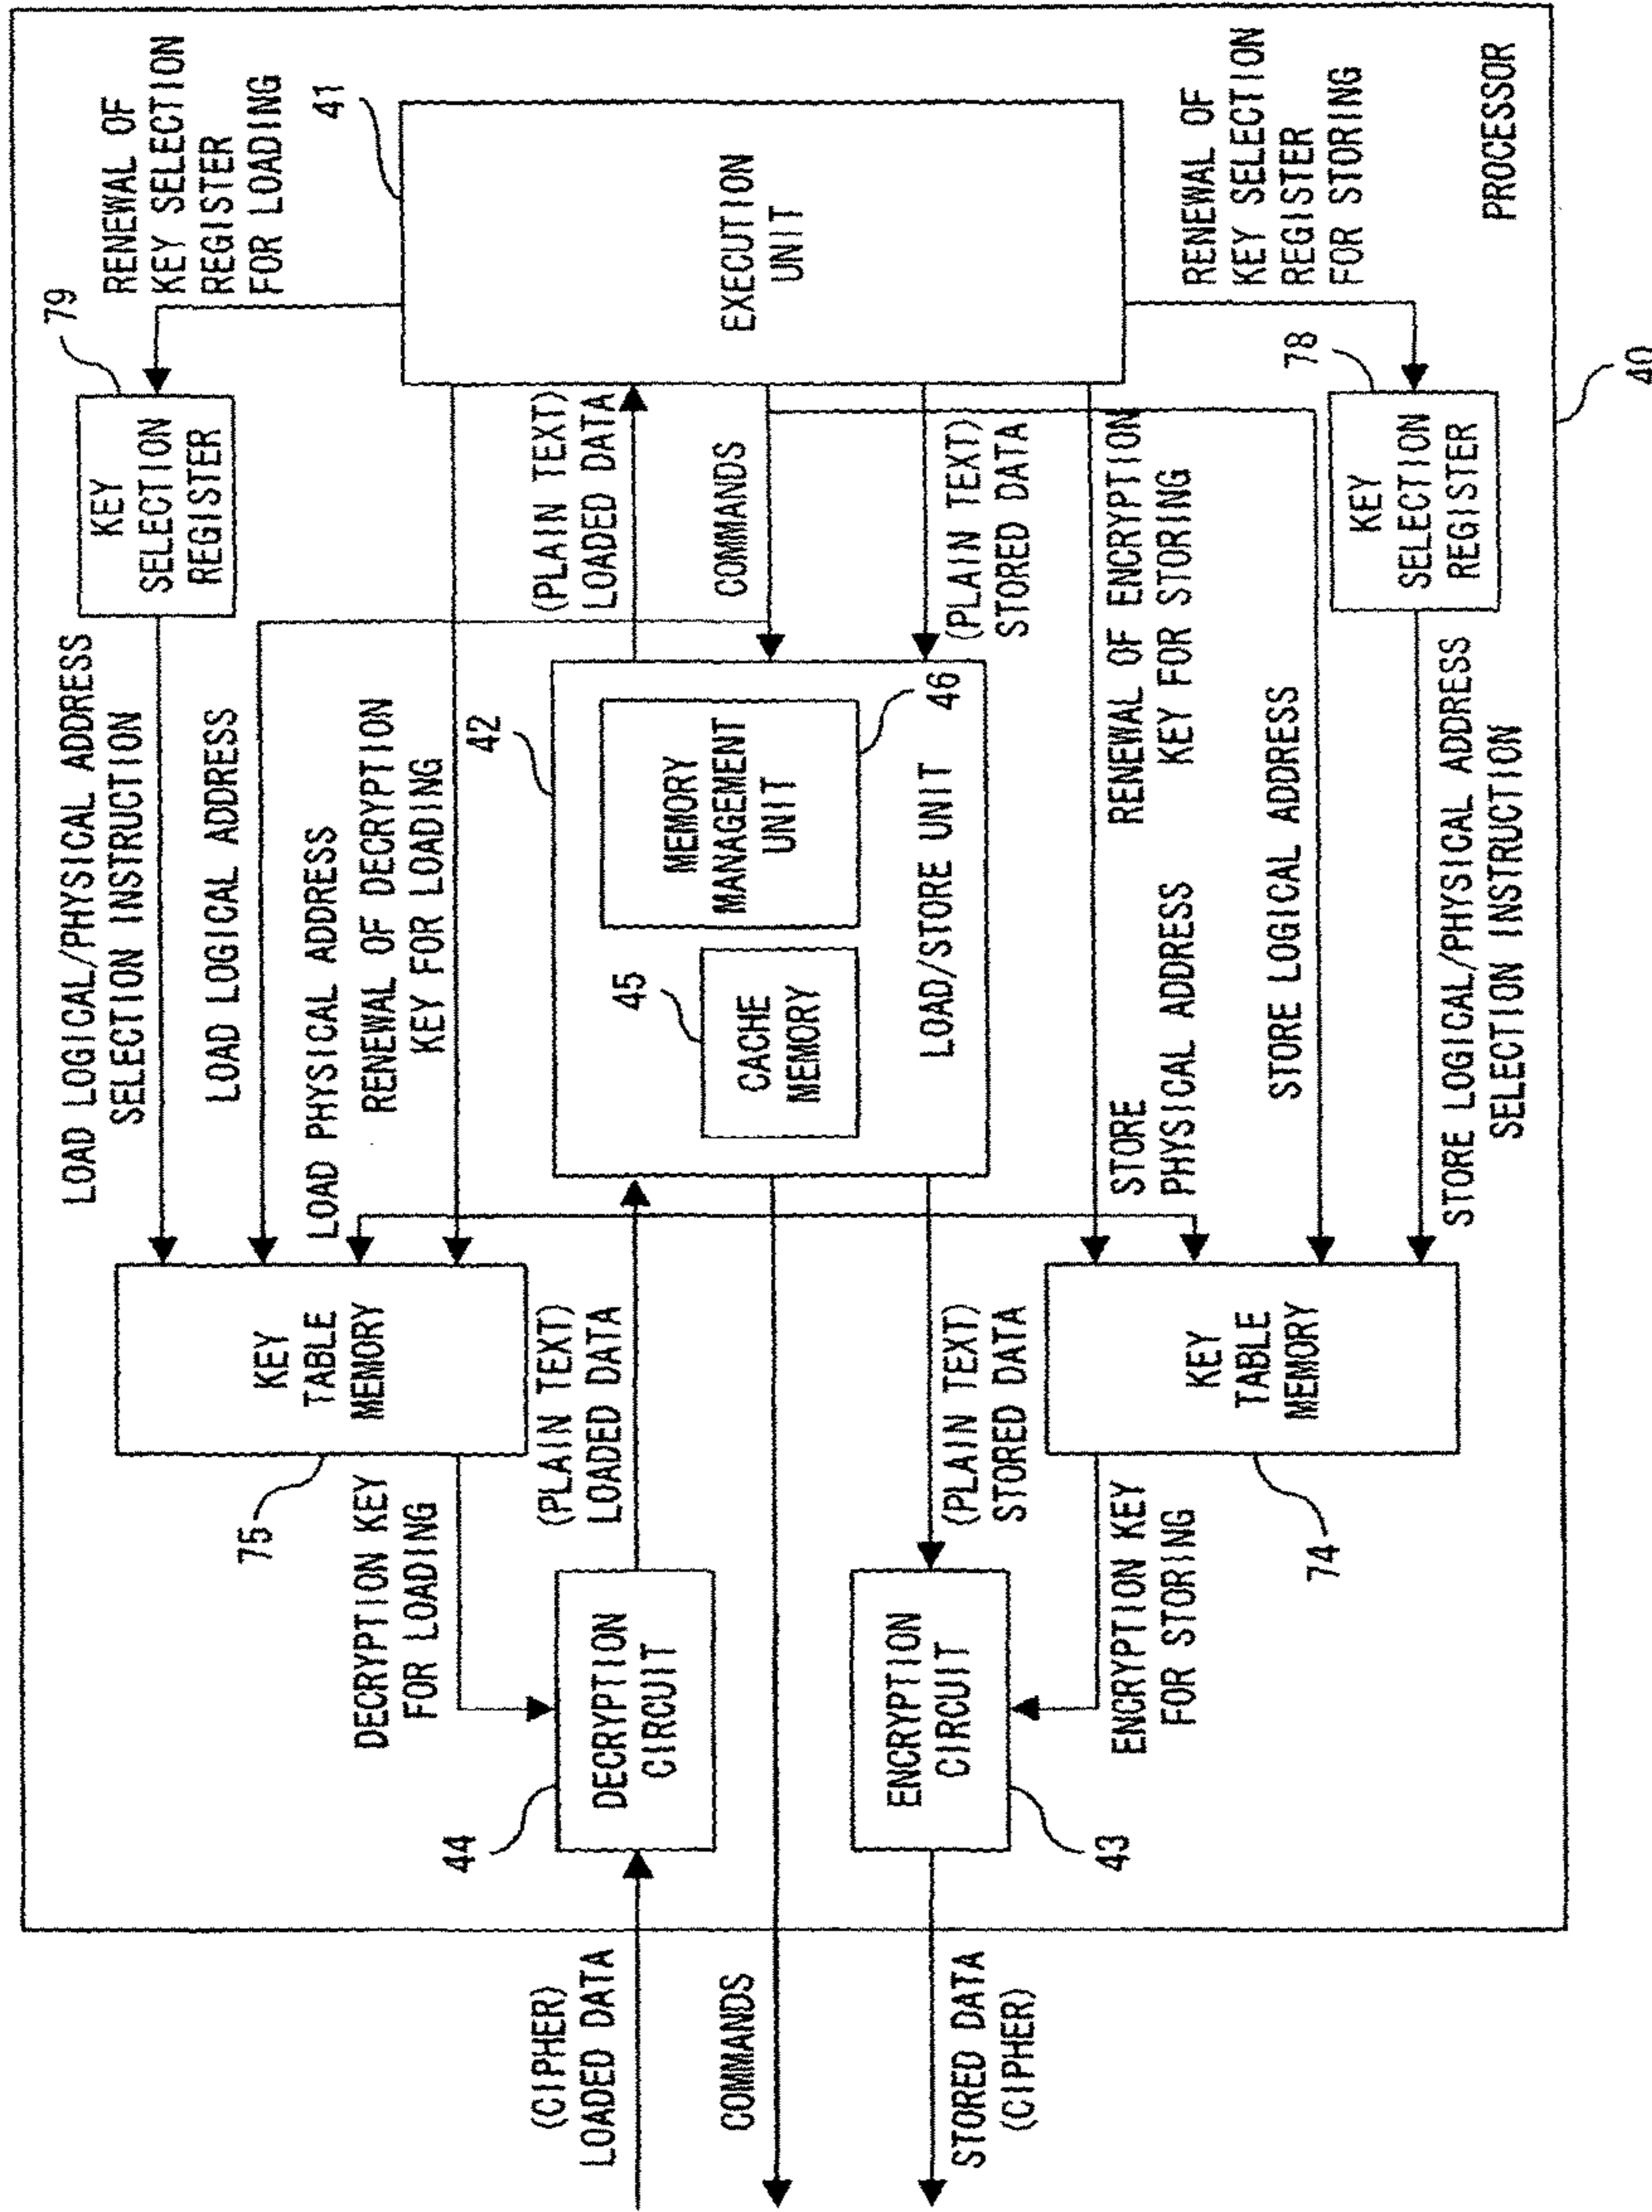 RENEWAL OF
KEY SELECTION
REGISTER
FOR LOADING
79
KEY
SELECTION
REGISTER
LOAD LOGICAL/PHYSICAL ADDRESS
SELECTION INSTRUCTION
LOAD LOGICAL ADDRESS
LOAD PHYSICAL ADDRESS
RENEWAL OF DECRYPTION
KEY FOR LOADING
KEY
TABLE
MEMORY
75
DECRYPTION KEY
FOR LOADING
41
EXECUTION
UNIT
(PLAIN TEXT)
LOADED DATA
COMMANDS
(PLAIN TEXT)
STORED DATA
42
MEMORY
MANAGEMENT
UNIT
46
45
CACHE
MEMORY
LOAD/STORE UNIT
(PLAIN TEXT)
LOADED DATA
(PLAIN TEXT)
STORED DATA
44
DECRYPTION
CIRCUIT
ENCRYPTION
CIRCUIT
43
(CIPHER)
LOADED DATA
COMMANDS
STORED DATA
(CIPHER)
RENEWAL OF ENCRYPTION
KEY FOR STORING
STORE
PHYSICAL ADDRESS
STORE LOGICAL ADDRESS
STORE LOGICAL/PHYSICAL ADDRESS
SELECTION INSTRUCTION
KEY
TABLE
MEMORY
74
ENCRYPTION KEY
FOR STORING
RENEWAL OF
KEY SELECTION
REGISTER
FOR STORING
78
KEY
SELECTION
REGISTER
PROCESSOR
40